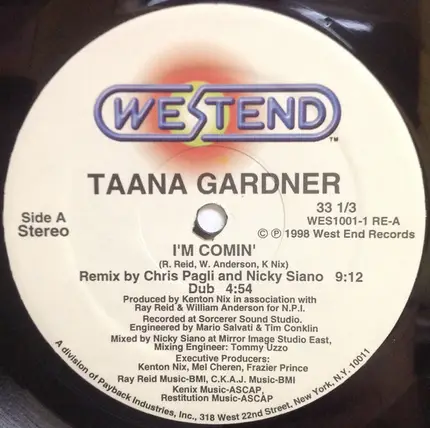 WESTEND
TM
TAANA GARDNER
Side A
Stereo
33 1/3
WES1001-1 RE-A
© ℗ 1998 West End Records
I'M COMIN'
(R. Reid, W. Anderson, K Nix)
Remix by Chris Pagli and Nicky Siano 9:12
Dub 4:54
Produced by Kenton Nix in association with
Ray Reid & William Anderson for N.P.I.
Recorded at Sorcerer Sound Studio.
Engineered by Mario Salvati & Tim Conklin
Mixed by Nicky Siano at Mirror Image Studio East,
Mixing Engineer: Tommy Uzzo
Executive Producers:
Kenton Nix, Mel Cheren, Frazier Prince
Ray Reid Music-BMI, C.K.A.J. Music-BMI
Kenix Music-ASCAP,
Restitution Music-ASCAP
A division of Payback Industries, Inc., 318 West 22nd Street, New York, N.Y. 10011